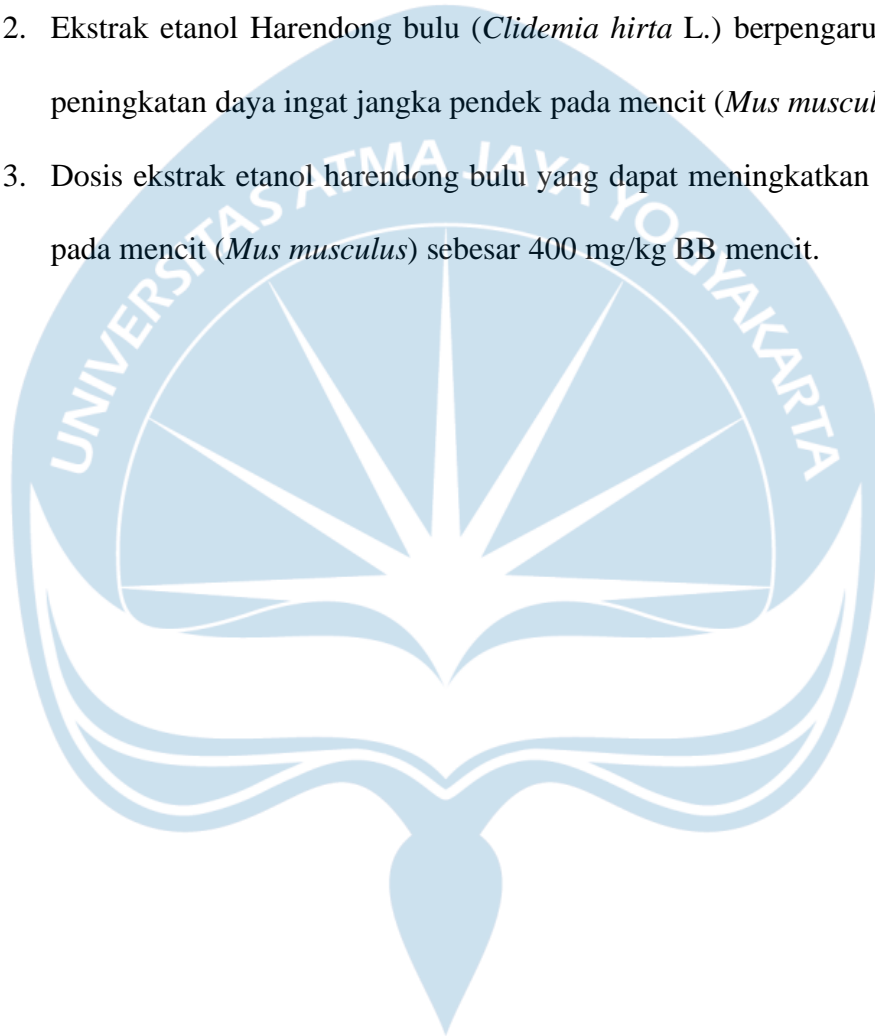 2. Ekstrak etanol Harendong bulu (Clidemia hirta L.) berpengaru
peningkatan daya ingat jangka pendek pada mencit (Mus muscul
3. Dosis ekstrak etanol harendong bulu yang dapat meningkatkan
pada mencit (Mus musculus) sebesar 400 mg/kg BB mencit.
UNIVERSITAS ATMA JAYA YOGYAKARTA